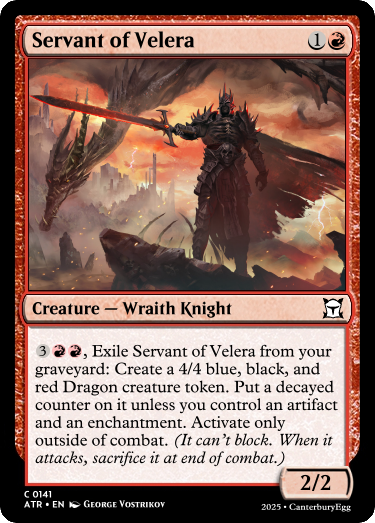 Servant of Velera 1
3, Exile Servant of Velera from your
graveyard: Create a 4/4 blue, black, and
red Dragon creature token. Put a decayed
counter on it unless you control an artifact
and an enchantment. Activate only
outside of combat. (It can't block. When it
attacks, sacrifice it at end of combat.)
Creature — Wraith Knight
2/2
C 0141
ATR • EN GEORGE VOSTRIKOV
2025 • CanterburyEgg